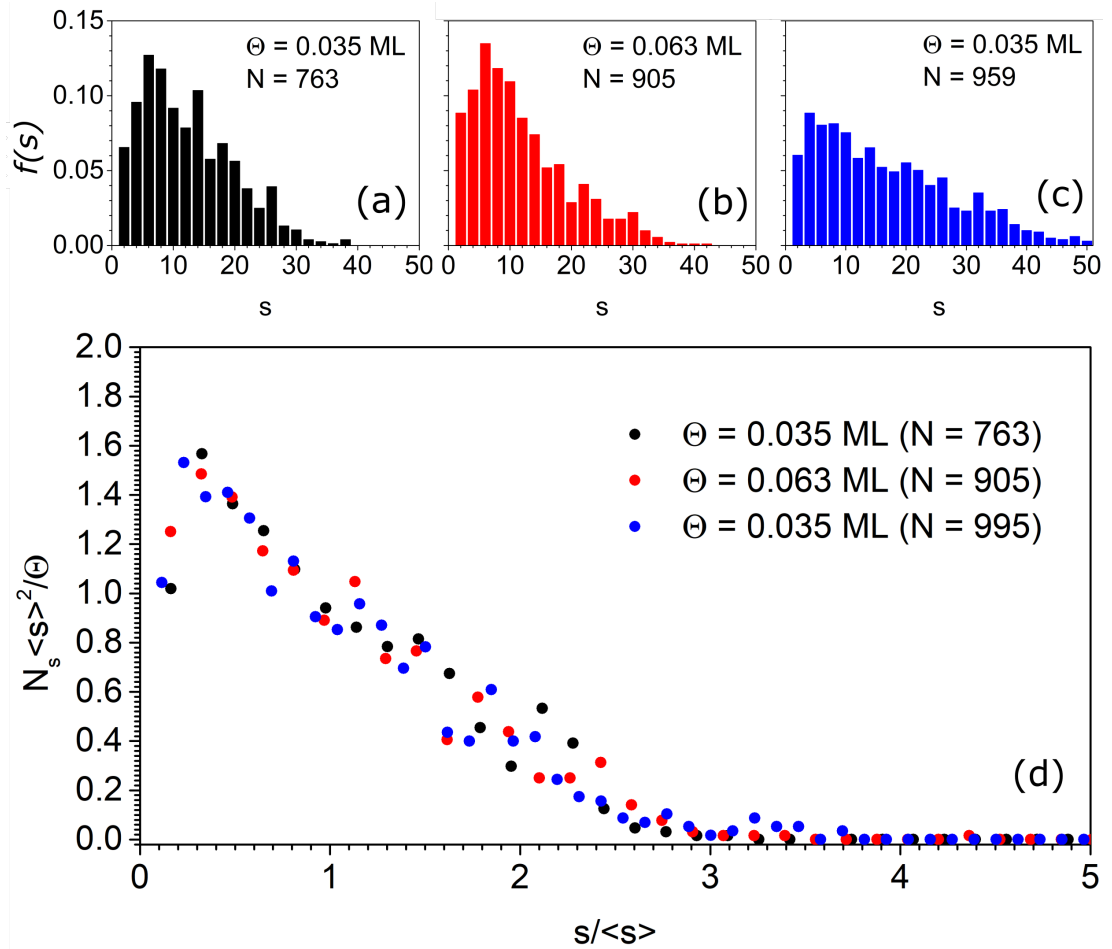 0.15
0.10
0.05
0.00
f(s)
Θ = 0.035 ML
N = 763
(a)
0 10 20 30 40 50
s
Θ = 0.063 ML
N = 905
(b)
0 10 20 30 40 50
s
Θ = 0.035 ML
N = 959
(c)
0 10 20 30 40 50
s
2.0
1.8
1.6
1.4
1.2
1.0
0.8
0.6
0.4
0.2
0.0
Nₛ<s>²/Θ
Θ = 0.035 ML (N = 763)
Θ = 0.063 ML (N = 905)
Θ = 0.035 ML (N = 995)
(d)
0 1 2 3 4 5
s/<s>